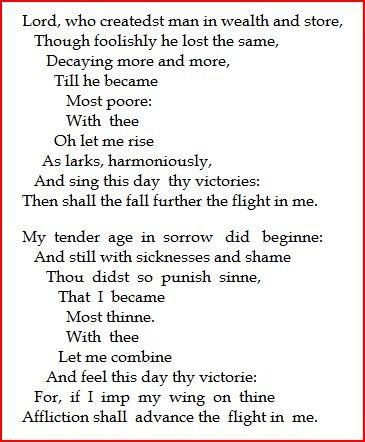 Lord, who createdst man in wealth and store,
Though foolishly he lost the same,
Decaying more and more,
Till he became
Most poore:
With thee
Oh let me rise
As larks, harmoniously,
And sing this day thy victories:
Then shall the fall further the flight in me.
My tender age in sorrow did beginne:
And still with sicknesses and shame
Thou didst so punish sinne,
That I became
Most thinne.
With thee
Let me combine
And feel this day thy victorie:
For, if I imp my wing on thine
Affliction shall advance the flight in me.